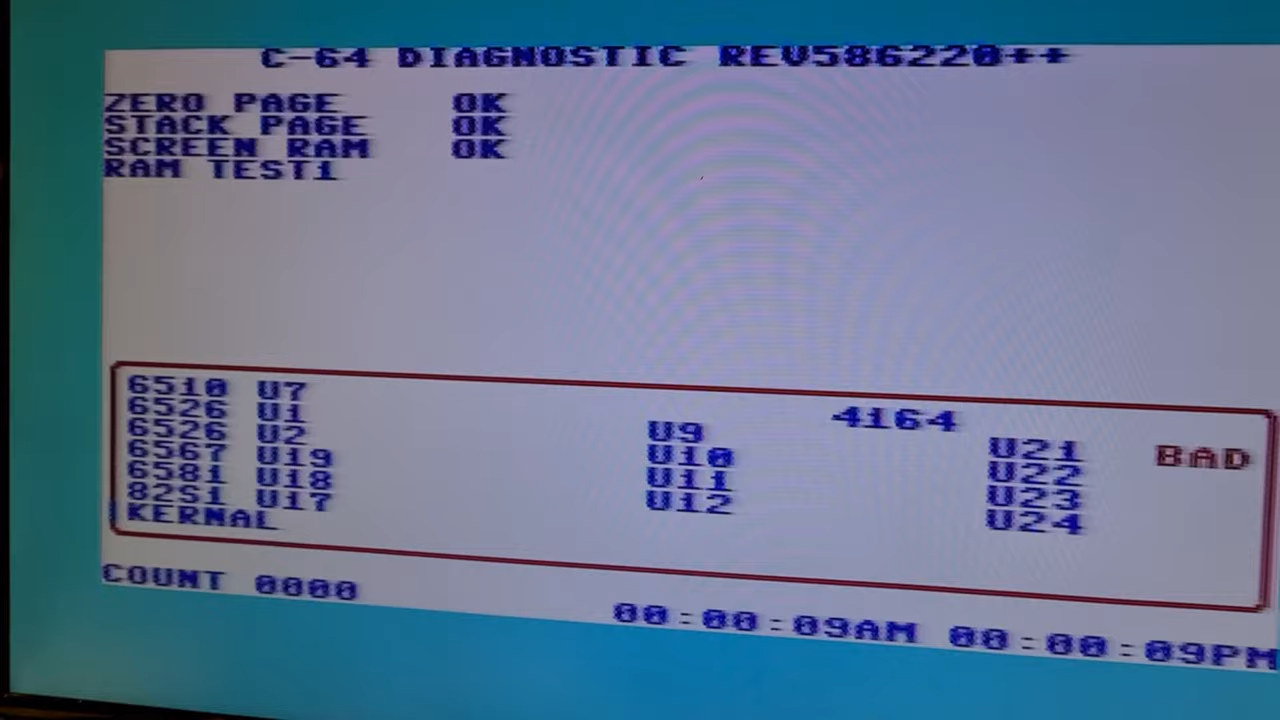 C-64 DIAGNOSTIC REV586220++
ZERO PAGE OK
STACK PAGE OK
SCREEN RAM OK
RAM TEST1
6510 U7
6526 U1 4164
6526 U2 U9 U21 BAD
6567 U19 U10 U22
6581 U18 U11 U23
82S1 U17 U12 U24
KERNAL
COUNT 0000 00:00:09AM 00:00:09PM